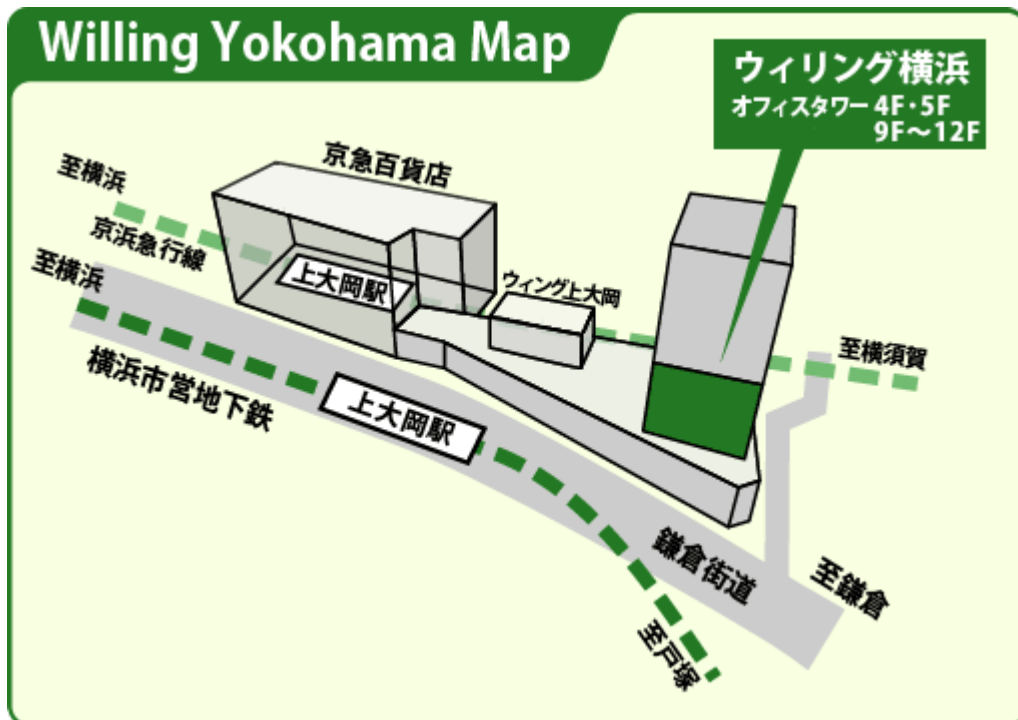 Willing Yokohama Map
ウィリング横浜
オフィスタワー 4F・5F
9F～12F
京急百貨店
至横浜
京浜急行線
至横浜
上大岡駅
ウィング上大岡
至横須賀
横浜市営地下鉄
上大岡駅
鎌倉街道
至鎌倉
至戸塚